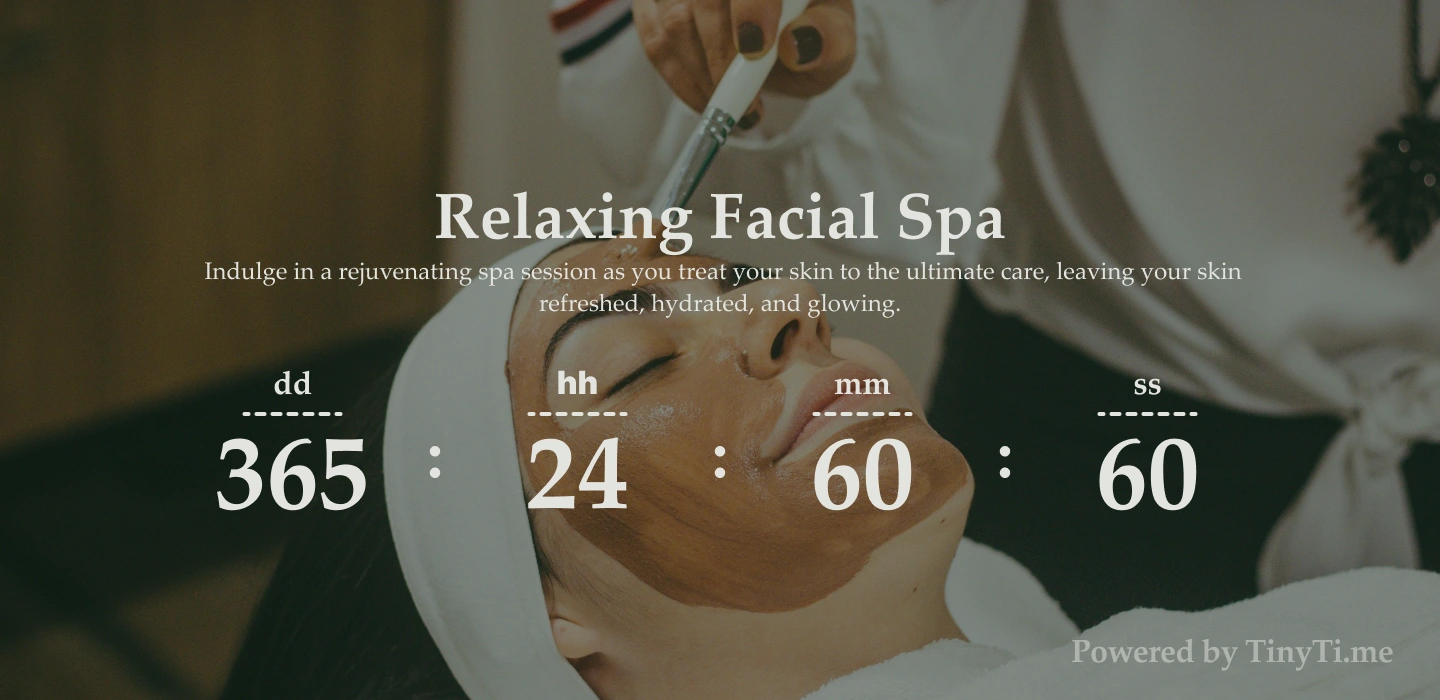 Relaxing Facial Spa
Indulge in a rejuvenating spa session as you treat your skin to the ultimate care, leaving your skin
refreshed, hydrated, and glowing.
dd hh mm ss
365 : 24 : 60 : 60
Powered by TinyTi.me